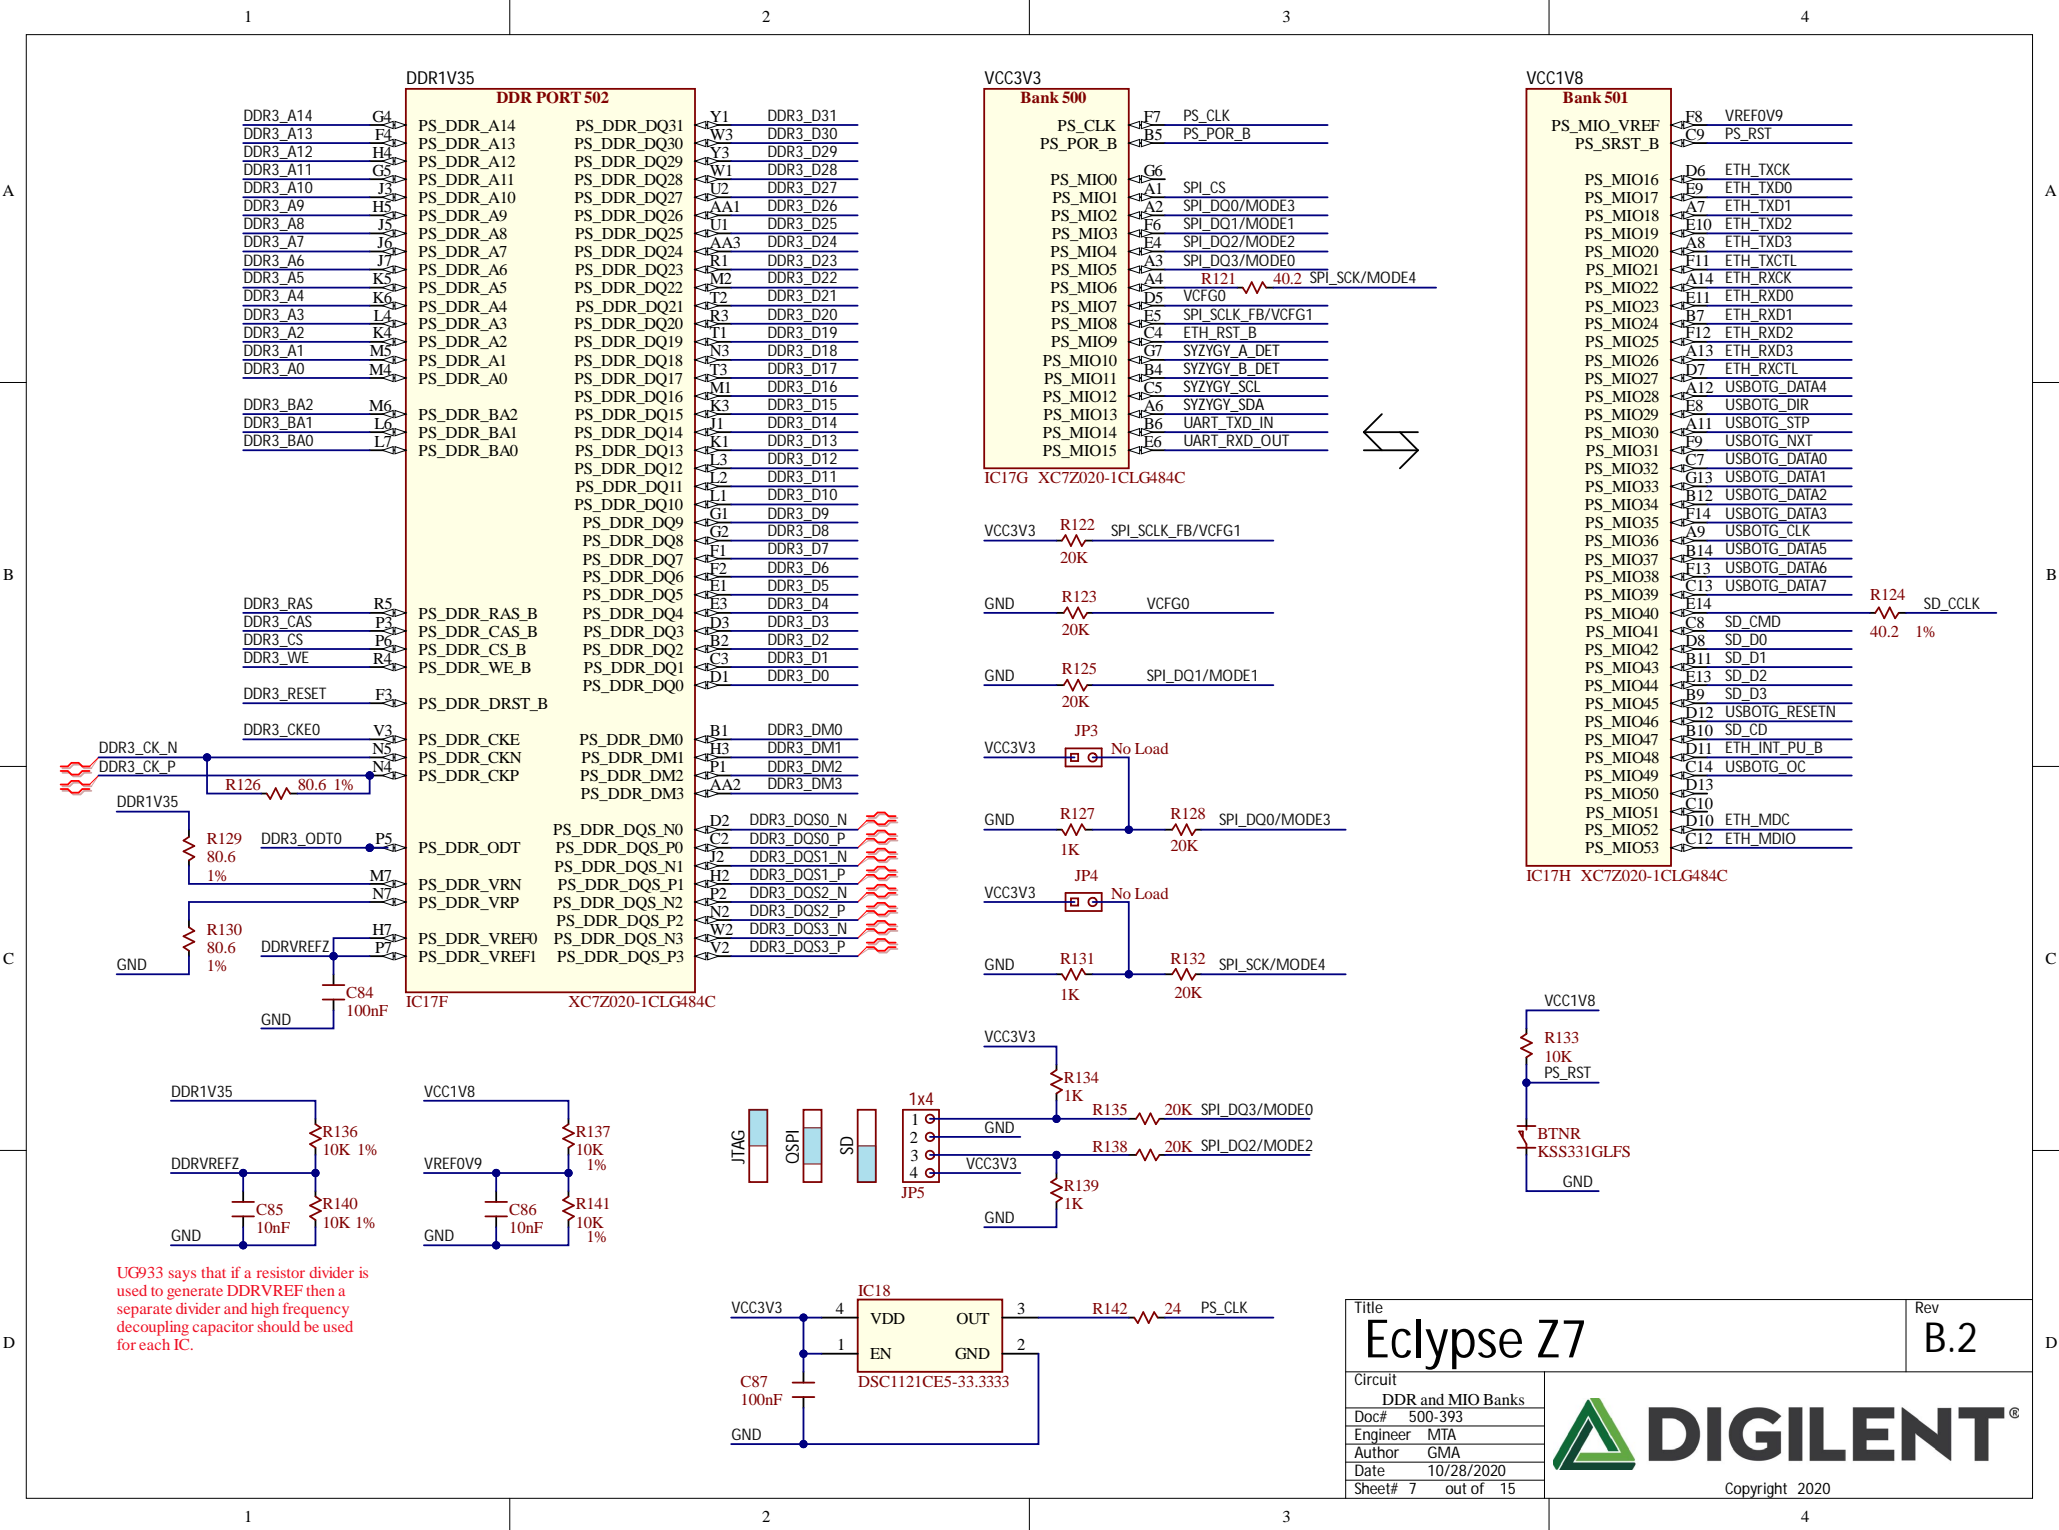 1 2 3 4
A
B
C
D
A
B
C
D
DDR1V35
DDR PORT 502
DDR3_A14 G4 PS_DDR_A14 PS_DDR_DQ31 Y1 DDR3_D31
DDR3_A13 F4 PS_DDR_A13 PS_DDR_DQ30 W3 DDR3_D30
DDR3_A12 H4 PS_DDR_A12 PS_DDR_DQ29 Y3 DDR3_D29
DDR3_A11 G5 PS_DDR_A11 PS_DDR_DQ28 W1 DDR3_D28
DDR3_A10 J3 PS_DDR_A10 PS_DDR_DQ27 U2 DDR3_D27
DDR3_A9 H5 PS_DDR_A9 PS_DDR_DQ26 AA1 DDR3_D26
DDR3_A8 J5 PS_DDR_A8 PS_DDR_DQ25 U1 DDR3_D25
DDR3_A7 J6 PS_DDR_A7 PS_DDR_DQ24 AA3 DDR3_D24
DDR3_A6 J7 PS_DDR_A6 PS_DDR_DQ23 R1 DDR3_D23
DDR3_A5 K5 PS_DDR_A5 PS_DDR_DQ22 M2 DDR3_D22
DDR3_A4 K6 PS_DDR_A4 PS_DDR_DQ21 T2 DDR3_D21
DDR3_A3 L4 PS_DDR_A3 PS_DDR_DQ20 R3 DDR3_D20
DDR3_A2 K4 PS_DDR_A2 PS_DDR_DQ19 T1 DDR3_D19
DDR3_A1 M5 PS_DDR_A1 PS_DDR_DQ18 N3 DDR3_D18
DDR3_A0 M4 PS_DDR_A0 PS_DDR_DQ17 T3 DDR3_D17
PS_DDR_DQ16 M1 DDR3_D16
DDR3_BA2 M6 PS_DDR_BA2 PS_DDR_DQ15 K3 DDR3_D15
DDR3_BA1 L6 PS_DDR_BA1 PS_DDR_DQ14 J1 DDR3_D14
DDR3_BA0 L7 PS_DDR_BA0 PS_DDR_DQ13 K1 DDR3_D13
PS_DDR_DQ12 L3 DDR3_D12
PS_DDR_DQ11 L2 DDR3_D11
PS_DDR_DQ10 L1 DDR3_D10
PS_DDR_DQ9 G1 DDR3_D9
PS_DDR_DQ8 G2 DDR3_D8
PS_DDR_DQ7 F1 DDR3_D7
PS_DDR_DQ6 F2 DDR3_D6
PS_DDR_DQ5 E1 DDR3_D5
DDR3_RAS R5 PS_DDR_RAS_B PS_DDR_DQ4 E3 DDR3_D4
DDR3_CAS P3 PS_DDR_CAS_B PS_DDR_DQ3 D3 DDR3_D3
DDR3_CS P6 PS_DDR_CS_B PS_DDR_DQ2 B2 DDR3_D2
DDR3_WE R4 PS_DDR_WE_B PS_DDR_DQ1 C3 DDR3_D1
PS_DDR_DQ0 D1 DDR3_D0
DDR3_RESET F3 PS_DDR_DRST_B
DDR3_CKE0 V3 PS_DDR_CKE PS_DDR_DM0 B1 DDR3_DM0
DDR3_CK_N N5 PS_DDR_CKN PS_DDR_DM1 H3 DDR3_DM1
DDR3_CK_P N4 PS_DDR_CKP PS_DDR_DM2 P1 DDR3_DM2
R126 80.6 1% PS_DDR_DM3 AA2 DDR3_DM3
DDR1V35
PS_DDR_DQS_N0 D2 DDR3_DQS0_N
R129 80.6 1%
DDR3_ODT0 P5 PS_DDR_ODT PS_DDR_DQS_P0 C2 DDR3_DQS0_P
PS_DDR_DQS_N1 J2 DDR3_DQS1_N
M7 PS_DDR_VRN PS_DDR_DQS_P1 H2 DDR3_DQS1_P
N7 PS_DDR_VRP PS_DDR_DQS_N2 P2 DDR3_DQS2_N
PS_DDR_DQS_P2 N2 DDR3_DQS2_P
R130 80.6 1%
GND
H7 PS_DDR_VREF0 PS_DDR_DQS_N3 W2 DDR3_DQS3_N
DDRVREFZ P7 PS_DDR_VREF1 PS_DDR_DQS_P3 V2 DDR3_DQS3_P
C84
100nF
GND
IC17F XC7Z020-1CLG484C
VCC3V3
Bank 500
PS_CLK F7 PS_CLK
PS_POR_B B5 PS_POR_B
PS_MIO0 G6
PS_MIO1 A1 SPI_CS
PS_MIO2 A2 SPI_DQ0/MODE3
PS_MIO3 F6 SPI_DQ1/MODE1
PS_MIO4 E4 SPI_DQ2/MODE2
PS_MIO5 A3 SPI_DQ3/MODE0
PS_MIO6 A4 R121 40.2 SPI_SCK/MODE4
PS_MIO7 D5 VCFG0
PS_MIO8 E5 SPI_SCLK_FB/VCFG1
PS_MIO9 C4 ETH_RST_B
PS_MIO10 G7 SYZYGY_A_DET
PS_MIO11 B4 SYZYGY_B_DET
PS_MIO12 C5 SYZYGY_SCL
PS_MIO13 A6 SYZYGY_SDA
PS_MIO14 B6 UART_TXD_IN
PS_MIO15 E6 UART_RXD_OUT
IC17G XC7Z020-1CLG484C
VCC3V3 R122 SPI_SCLK_FB/VCFG1
20K
GND R123 VCFG0
20K
GND R125 SPI_DQ1/MODE1
20K
JP3
VCC3V3 No Load
GND R127 R128 SPI_DQ0/MODE3
1K 20K
JP4
VCC3V3 No Load
GND R131 R132 SPI_SCK/MODE4
1K 20K
VCC1V8
Bank 501
PS_MIO_VREF F8 VREF0V9
PS_SRST_B C9 PS_RST
PS_MIO16 D6 ETH_TXCK
PS_MIO17 E9 ETH_TXD0
PS_MIO18 A7 ETH_TXD1
PS_MIO19 E10 ETH_TXD2
PS_MIO20 A8 ETH_TXD3
PS_MIO21 F11 ETH_TXCTL
PS_MIO22 A14 ETH_RXCK
PS_MIO23 E11 ETH_RXD0
PS_MIO24 B7 ETH_RXD1
PS_MIO25 F12 ETH_RXD2
PS_MIO26 A13 ETH_RXD3
PS_MIO27 D7 ETH_RXCTL
PS_MIO28 A12 USBOTG_DATA4
PS_MIO29 E8 USBOTG_DIR
PS_MIO30 A11 USBOTG_STP
PS_MIO31 F9 USBOTG_NXT
PS_MIO32 C7 USBOTG_DATA0
PS_MIO33 G13 USBOTG_DATA1
PS_MIO34 B12 USBOTG_DATA2
PS_MIO35 F14 USBOTG_DATA3
PS_MIO36 A9 USBOTG_CLK
PS_MIO37 B14 USBOTG_DATA5
PS_MIO38 F13 USBOTG_DATA6
PS_MIO39 C13 USBOTG_DATA7
PS_MIO40 E14 R124 SD_CCLK
40.2 1%
PS_MIO41 C8 SD_CMD
PS_MIO42 D8 SD_D0
PS_MIO43 B11 SD_D1
PS_MIO44 E13 SD_D2
PS_MIO45 B9 SD_D3
PS_MIO46 D12 USBOTG_RESETN
PS_MIO47 B10 SD_CD
PS_MIO48 D11 ETH_INT_PU_B
PS_MIO49 C14 USBOTG_OC
PS_MIO50 D13
PS_MIO51 C10
PS_MIO52 D10 ETH_MDC
PS_MIO53 C12 ETH_MDIO
IC17H XC7Z020-1CLG484C
VCC1V8
R133
10K
PS_RST
BTNR
KSS331GLFS
GND
DDR1V35
R136
10K 1%
DDRVREFZ
C85
10nF
R140
10K 1%
GND
VCC1V8
R137
10K
1%
VREF0V9
C86
10nF
R141
10K
1%
GND
UG933 says that if a resistor divider is
used to generate DDRVREF then a
separate divider and high frequency
decoupling capacitor should be used
for each IC.
JTAG
QSPI
SD
VCC3V3
R134
1K
1x4
1 R135 20K SPI_DQ3/MODE0
2 GND
3 R138 20K SPI_DQ2/MODE2
4 VCC3V3
JP5
R139
1K
GND
IC18
VCC3V3 4 VDD OUT 3 R142 24 PS_CLK
1 EN GND 2
DSC1121CE5-33.3333
C87
100nF
GND
Title
Eclypse Z7
Rev
B.2
Circuit
DDR and MIO Banks
Doc# 500-393
Engineer MTA
Author GMA
Date 10/28/2020
Sheet# 7 out of 15
DIGILENT®
Copyright 2020
1 2 3 4